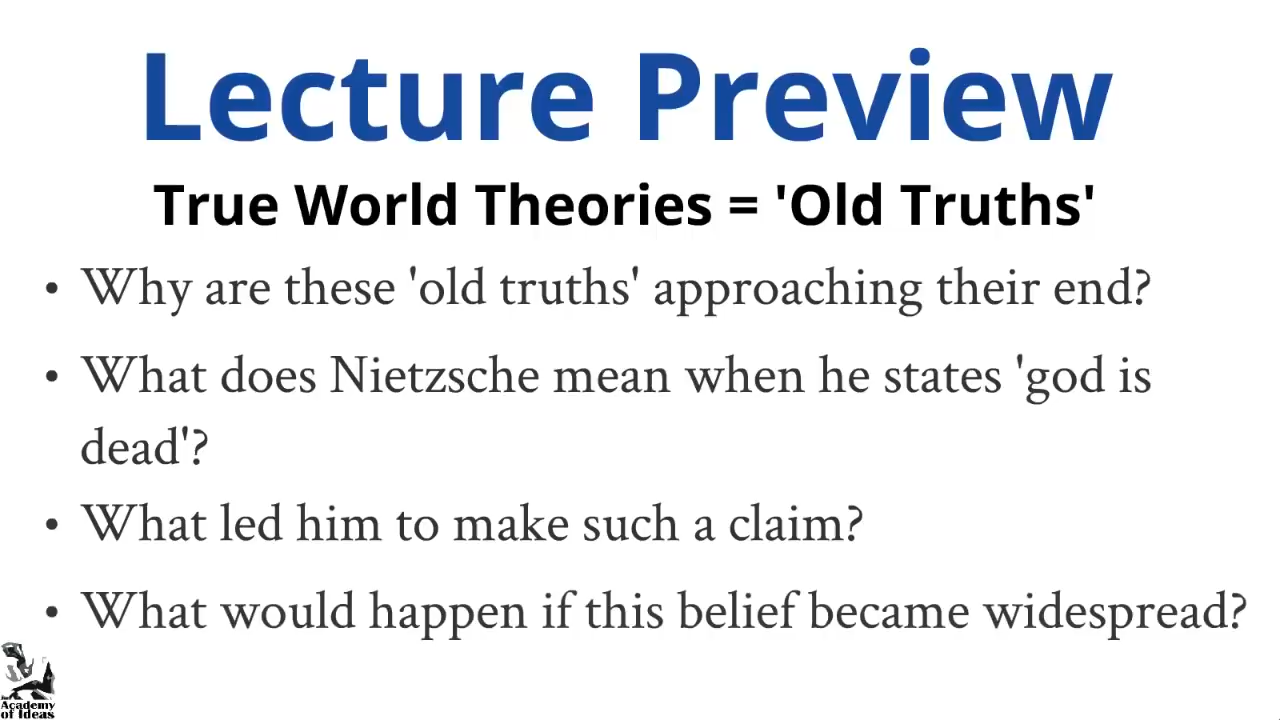 Lecture Preview
True World Theories = 'Old Truths'
• Why are these 'old truths' approaching their end?
• What does Nietzsche mean when he states 'god is
dead'?
• What led him to make such a claim?
• What would happen if this belief became widespread?
Academy
of Ideas